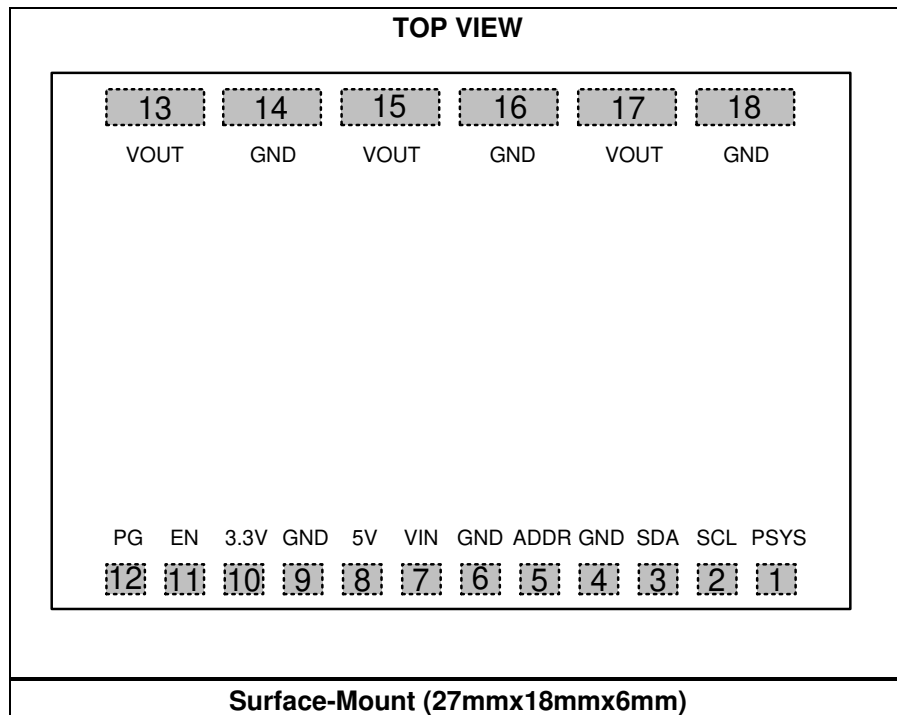 TOP VIEW
13 14 15 16 17 18
VOUT GND VOUT GND VOUT GND
PG EN 3.3V GND 5V VIN GND ADDR GND SDA SCL PSYS
12 11 10 9 8 7 6 5 4 3 2 1
Surface-Mount (27mmx18mmx6mm)